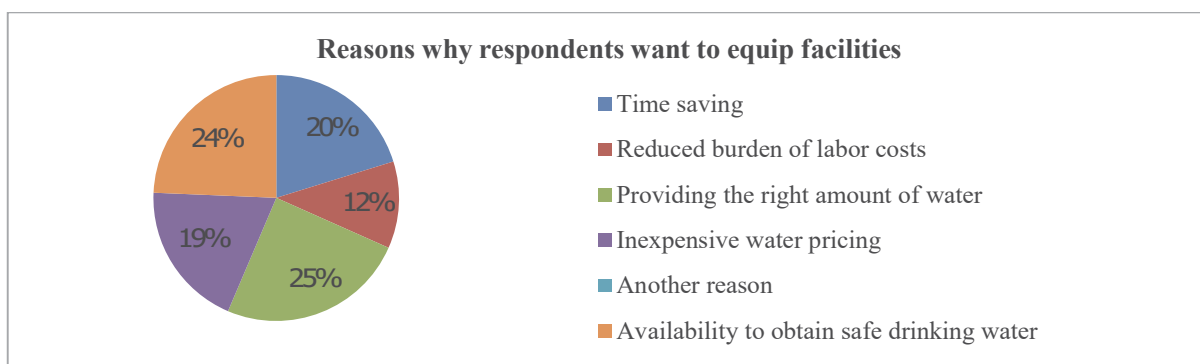 Reasons why respondents want to equip facilities
20%
12%
25%
19%
24%
Time saving
Reduced burden of labor costs
Providing the right amount of water
Inexpensive water pricing
Another reason
Availability to obtain safe drinking water